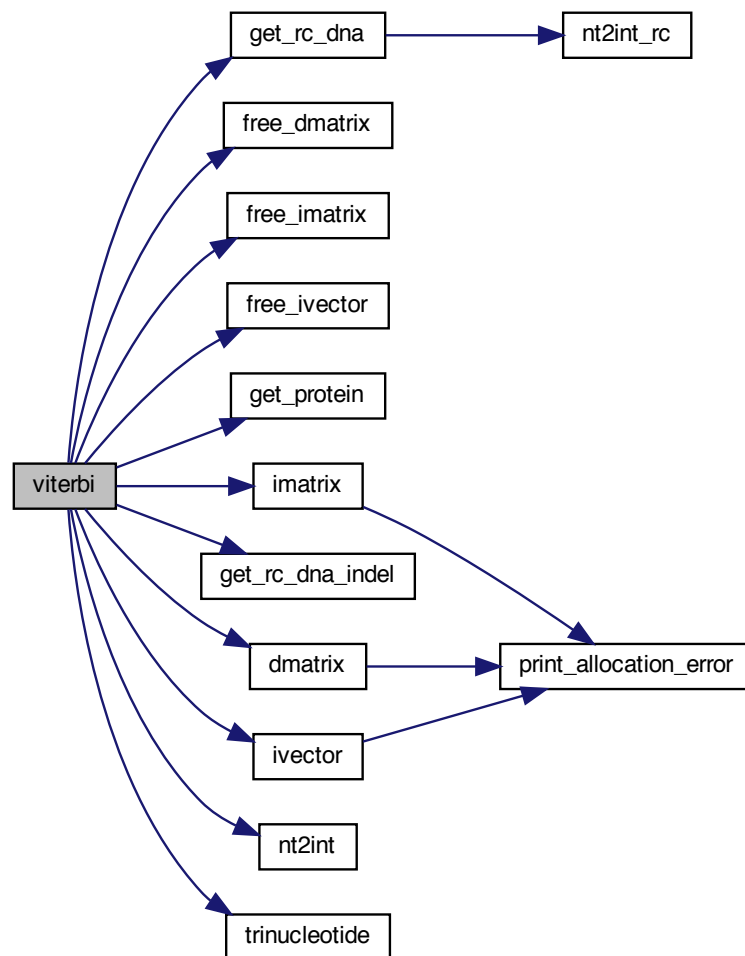 get_rc_dna
nt2int_rc
free_dmatrix
free_imatrix
free_ivector
get_protein
viterbi
imatrix
get_rc_dna_indel
dmatrix
print_allocation_error
ivector
nt2int
trinucleotide